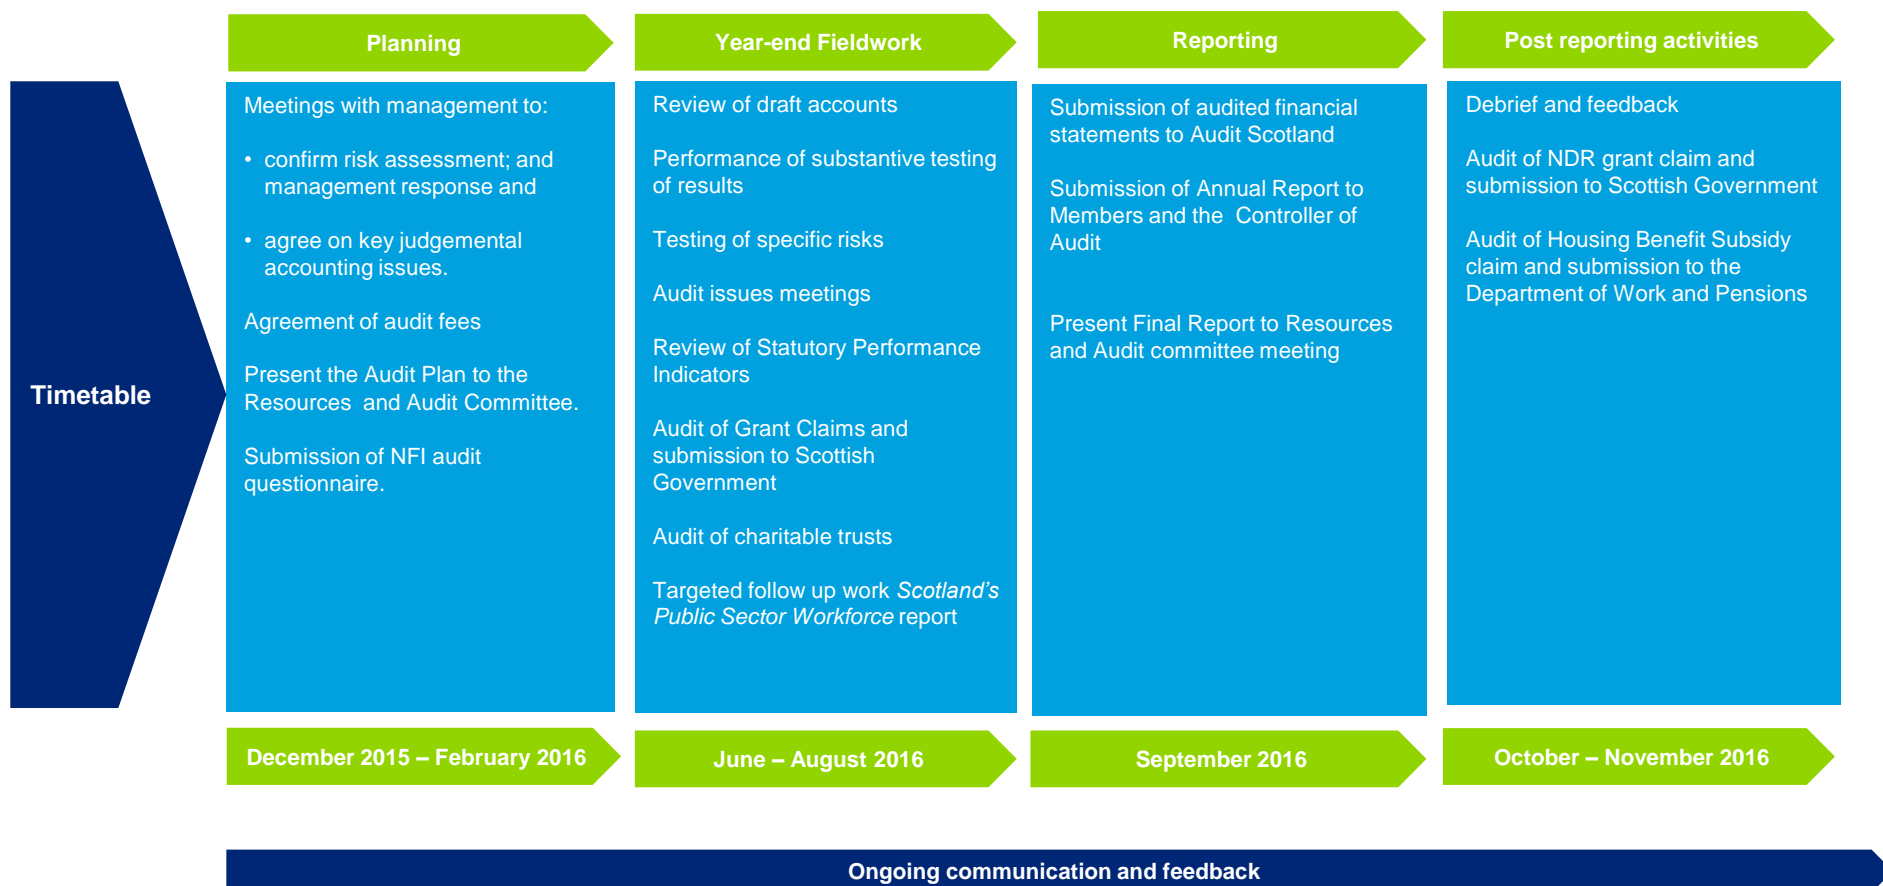 Planning
Year-end Fieldwork
Reporting
Post reporting activities
Timetable
Meetings with management to:
• confirm risk assessment; and
management response and
• agree on key judgemental
accounting issues.
Agreement of audit fees
Present the Audit Plan to the
Resources and Audit Committee.
Submission of NFI audit
questionnaire.
Review of draft accounts
Performance of substantive testing
of results
Testing of specific risks
Audit issues meetings
Review of Statutory Performance
Indicators
Audit of Grant Claims and
submission to Scottish
Government
Audit of charitable trusts
Targeted follow up work Scotland’s
Public Sector Workforce report
Submission of audited financial
statements to Audit Scotland
Submission of Annual Report to
Members and the Controller of
Audit
Present Final Report to Resources
and Audit committee meeting
Debrief and feedback
Audit of NDR grant claim and
submission to Scottish Government
Audit of Housing Benefit Subsidy
claim and submission to the
Department of Work and Pensions
December 2015 – February 2016
June – August 2016
September 2016
October – November 2016
Ongoing communication and feedback